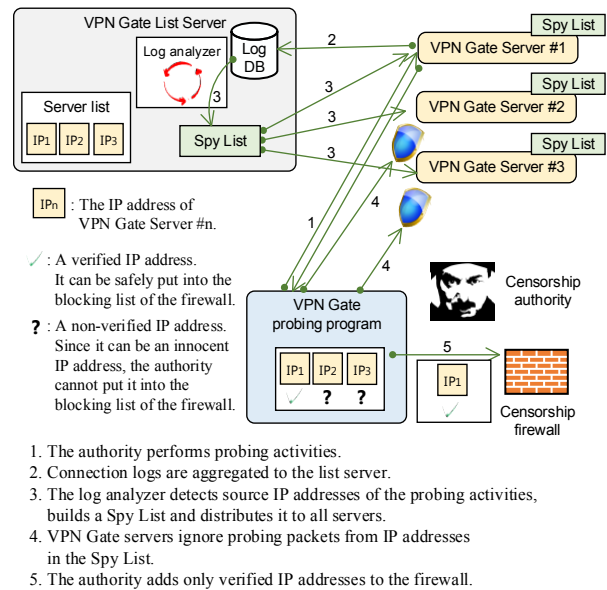 VPN Gate List Server
Log analyzer
Log
DB
3
Server list
IP1 IP2 IP3
Spy List
2
3
3
3
Spy List
VPN Gate Server #1
Spy List
VPN Gate Server #2
Spy List
VPN Gate Server #3
1
4
4
IPn : The IP address of
VPN Gate Server #n.
✓ : A verified IP address.
It can be safely put into the
blocking list of the firewall.
? : A non-verified IP address.
Since it can be an innocent
IP address, the authority
cannot put it into the
blocking list of the firewall.
VPN Gate
probing program
IP1 IP2 IP3
✓ ? ?
5
IP1
✓
Censorship
authority
Censorship
firewall
1. The authority performs probing activities.
2. Connection logs are aggregated to the list server.
3. The log analyzer detects source IP addresses of the probing activities,
builds a Spy List and distributes it to all servers.
4. VPN Gate servers ignore probing packets from IP addresses
in the Spy List.
5. The authority adds only verified IP addresses to the firewall.